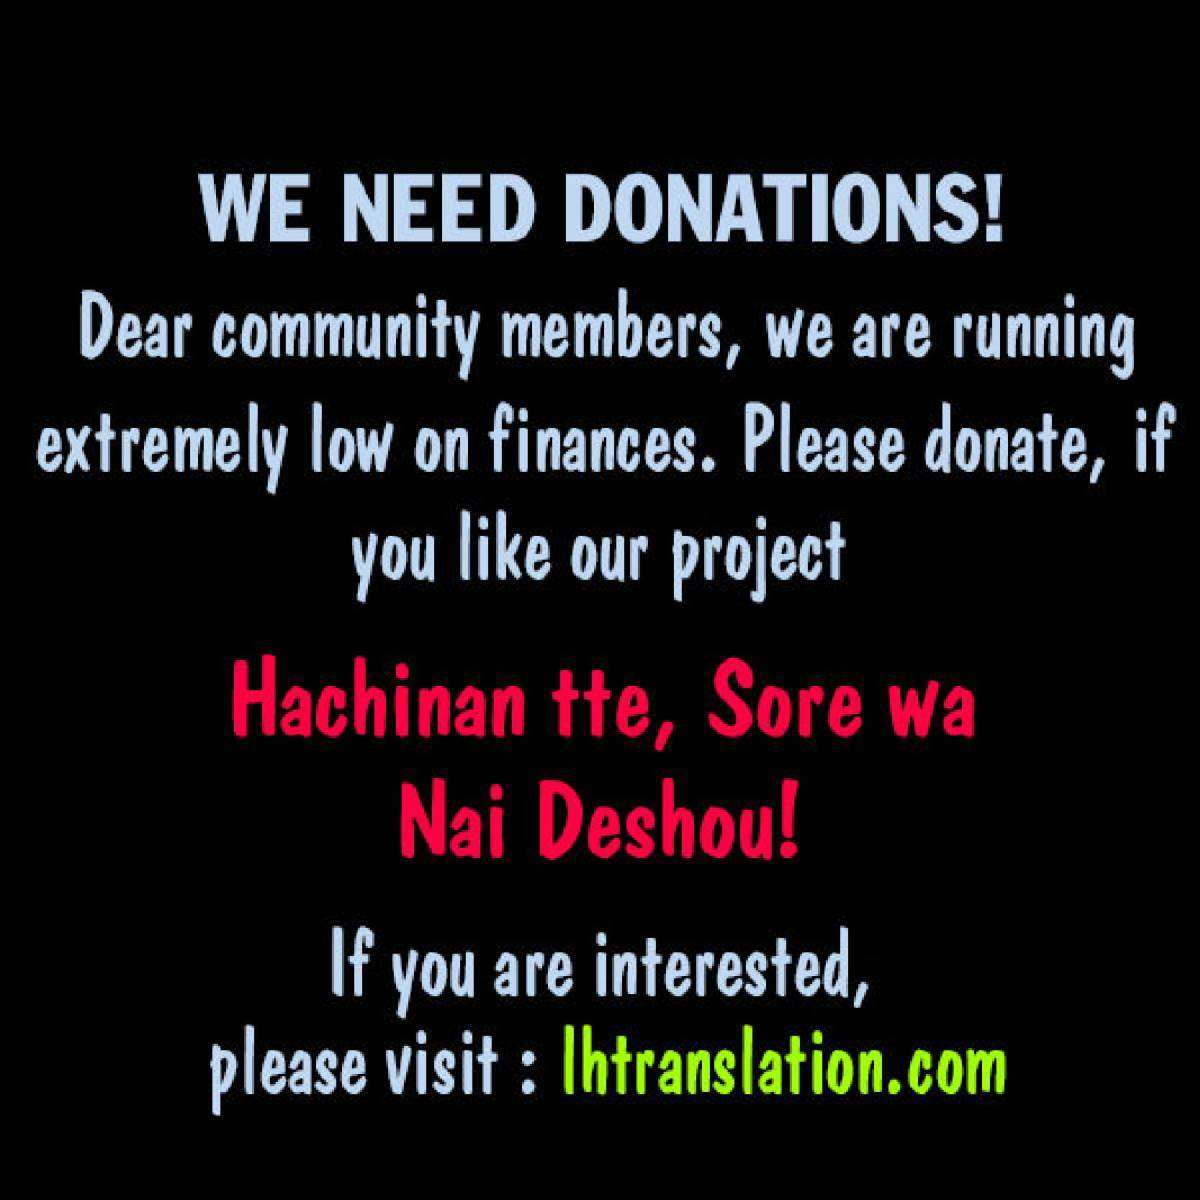 WE NEED DONATIONS!
Dear community members, we are running
extremely low on finances. Please donate, if
you like our project
Hachinan tte, Sore wa
Nai Deshou!
If you are interested,
please visit : lhtranslation.com